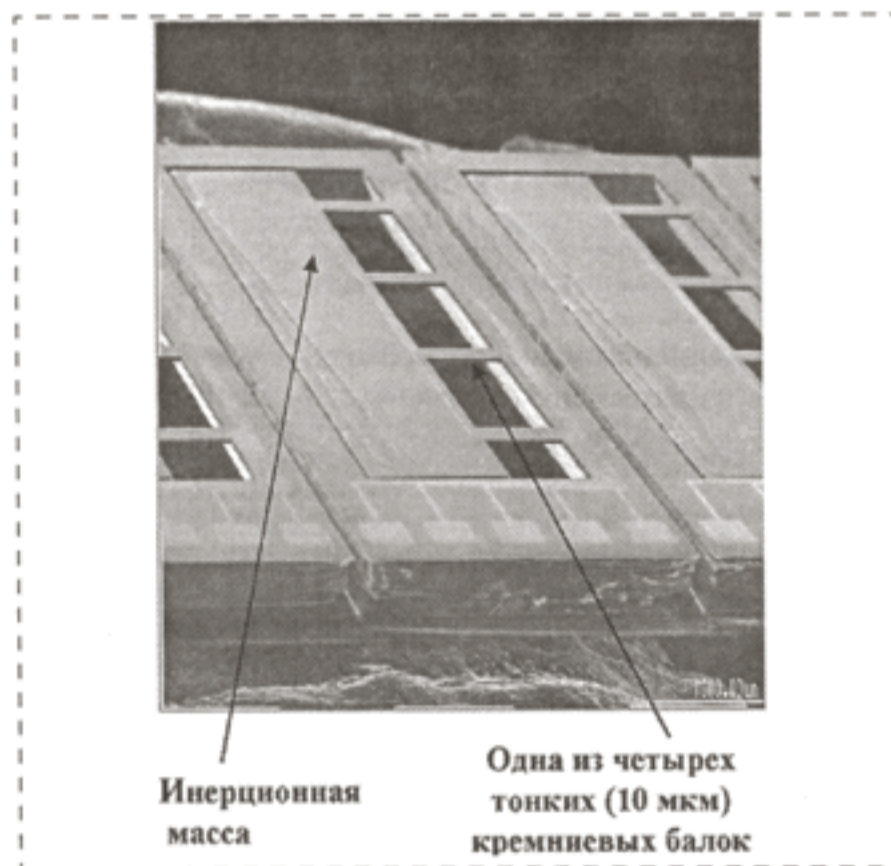 Инерционная
масса
Одна из четырех
тонких (10 мкм)
кремниевых балок